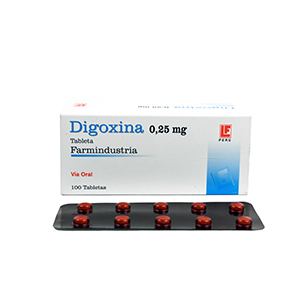 Digoxina 0,25 mg
Tableta
Farmindustria
Vía Oral
100 Tabletas
LF
PERU